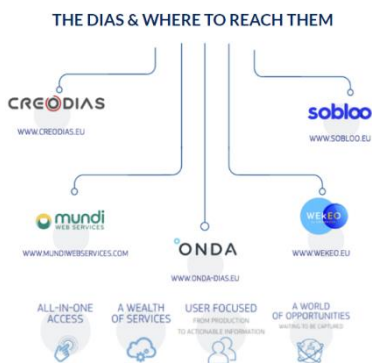 THE DIAS & WHERE TO REACH THEM
CREODIAS
WWW.CREODIAS.EU
sobloo
WWW.SOBLOO.EU
mundi
WEB SERVICES
WWW.MUNDIWEBSERVICES.COM
ONDA
WWW.ONDA-DIAS.EU
WEKEO
WWW.WEKEO.EU
ALL-IN-ONE
ACCESS
A WEALTH
OF SERVICES
USER FOCUSED
FROM PRODUCTION
TO ACTIONABLE INFORMATION
A WORLD
OF OPPORTUNITIES
WAITING TO BE CAPTURED